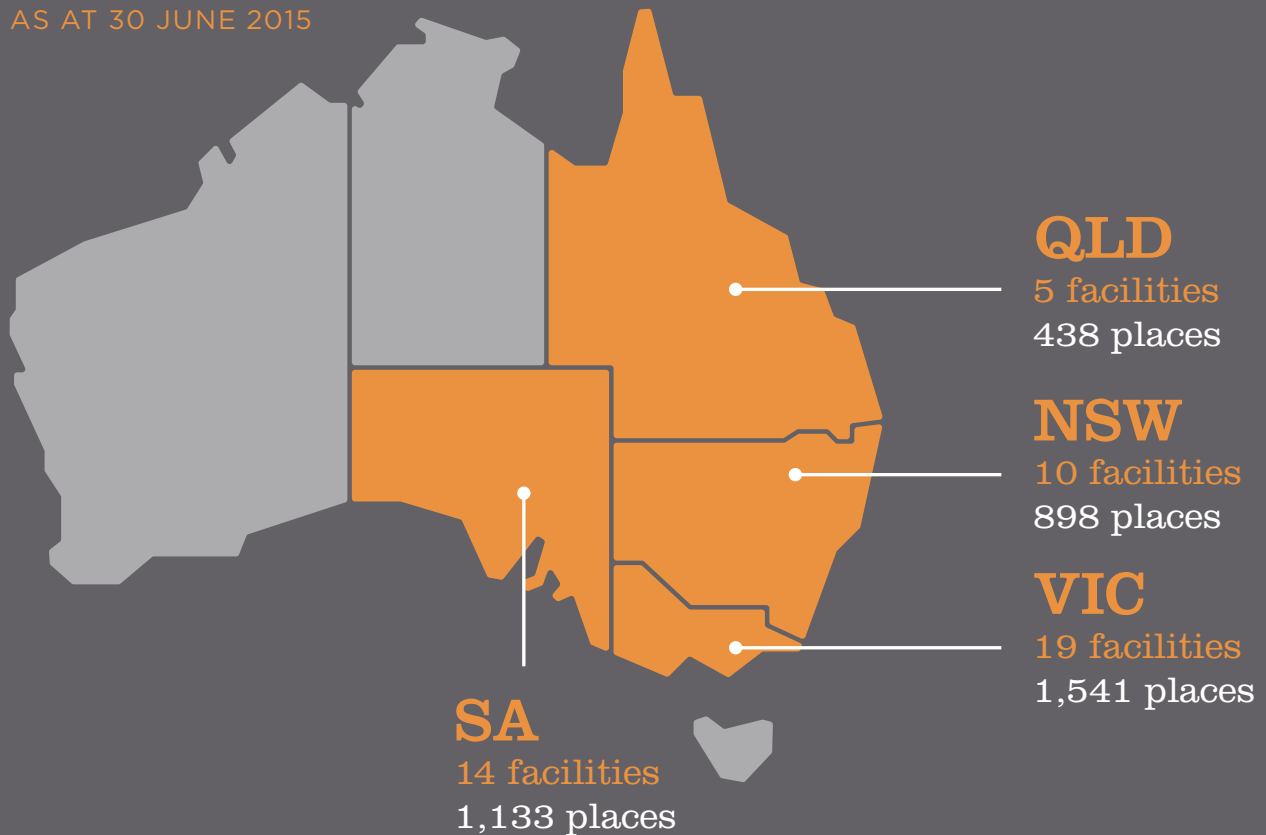 AS AT 30 JUNE 2015
QLD
5 facilities
438 places
NSW
10 facilities
898 places
VIC
19 facilities
1,541 places
SA
14 facilities
1,133 places